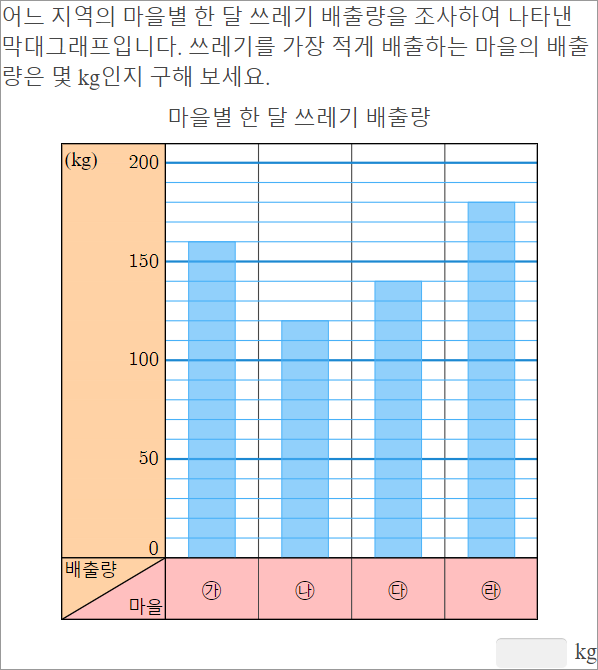 어느 지역의 마을별 한 달 쓰레기 배출량을 조사하여 나타낸
막대그래프입니다. 쓰레기를 가장 적게 배출하는 마을의 배출
량은 몇 kg인지 구해 보세요.
마을별 한 달 쓰레기 배출량
(kg) 200
150
100
50
0
배출량
마을 ㉮ ㉯ ㉰ ㉱
kg